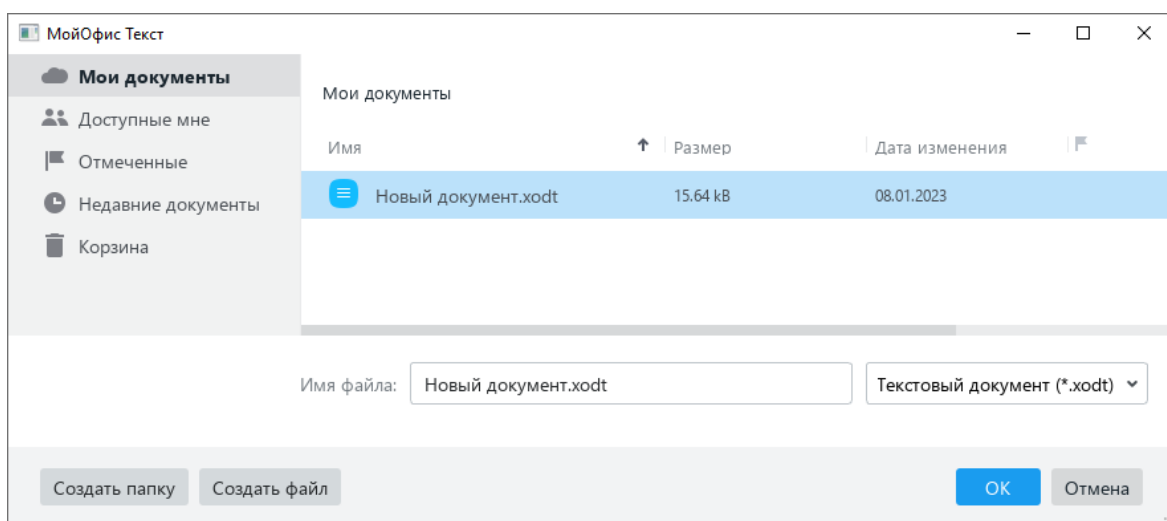 МойОфис Текст
Мои документы
Доступные мне
Отмеченные
Недавние документы
Корзина
Мои документы
Имя Размер Дата изменения
Новый документ.xodt 15.64 kB 08.01.2023
Имя файла: Новый документ.xodt Текстовый документ (*.xodt)
Создать папку Создать файл OK Отмена